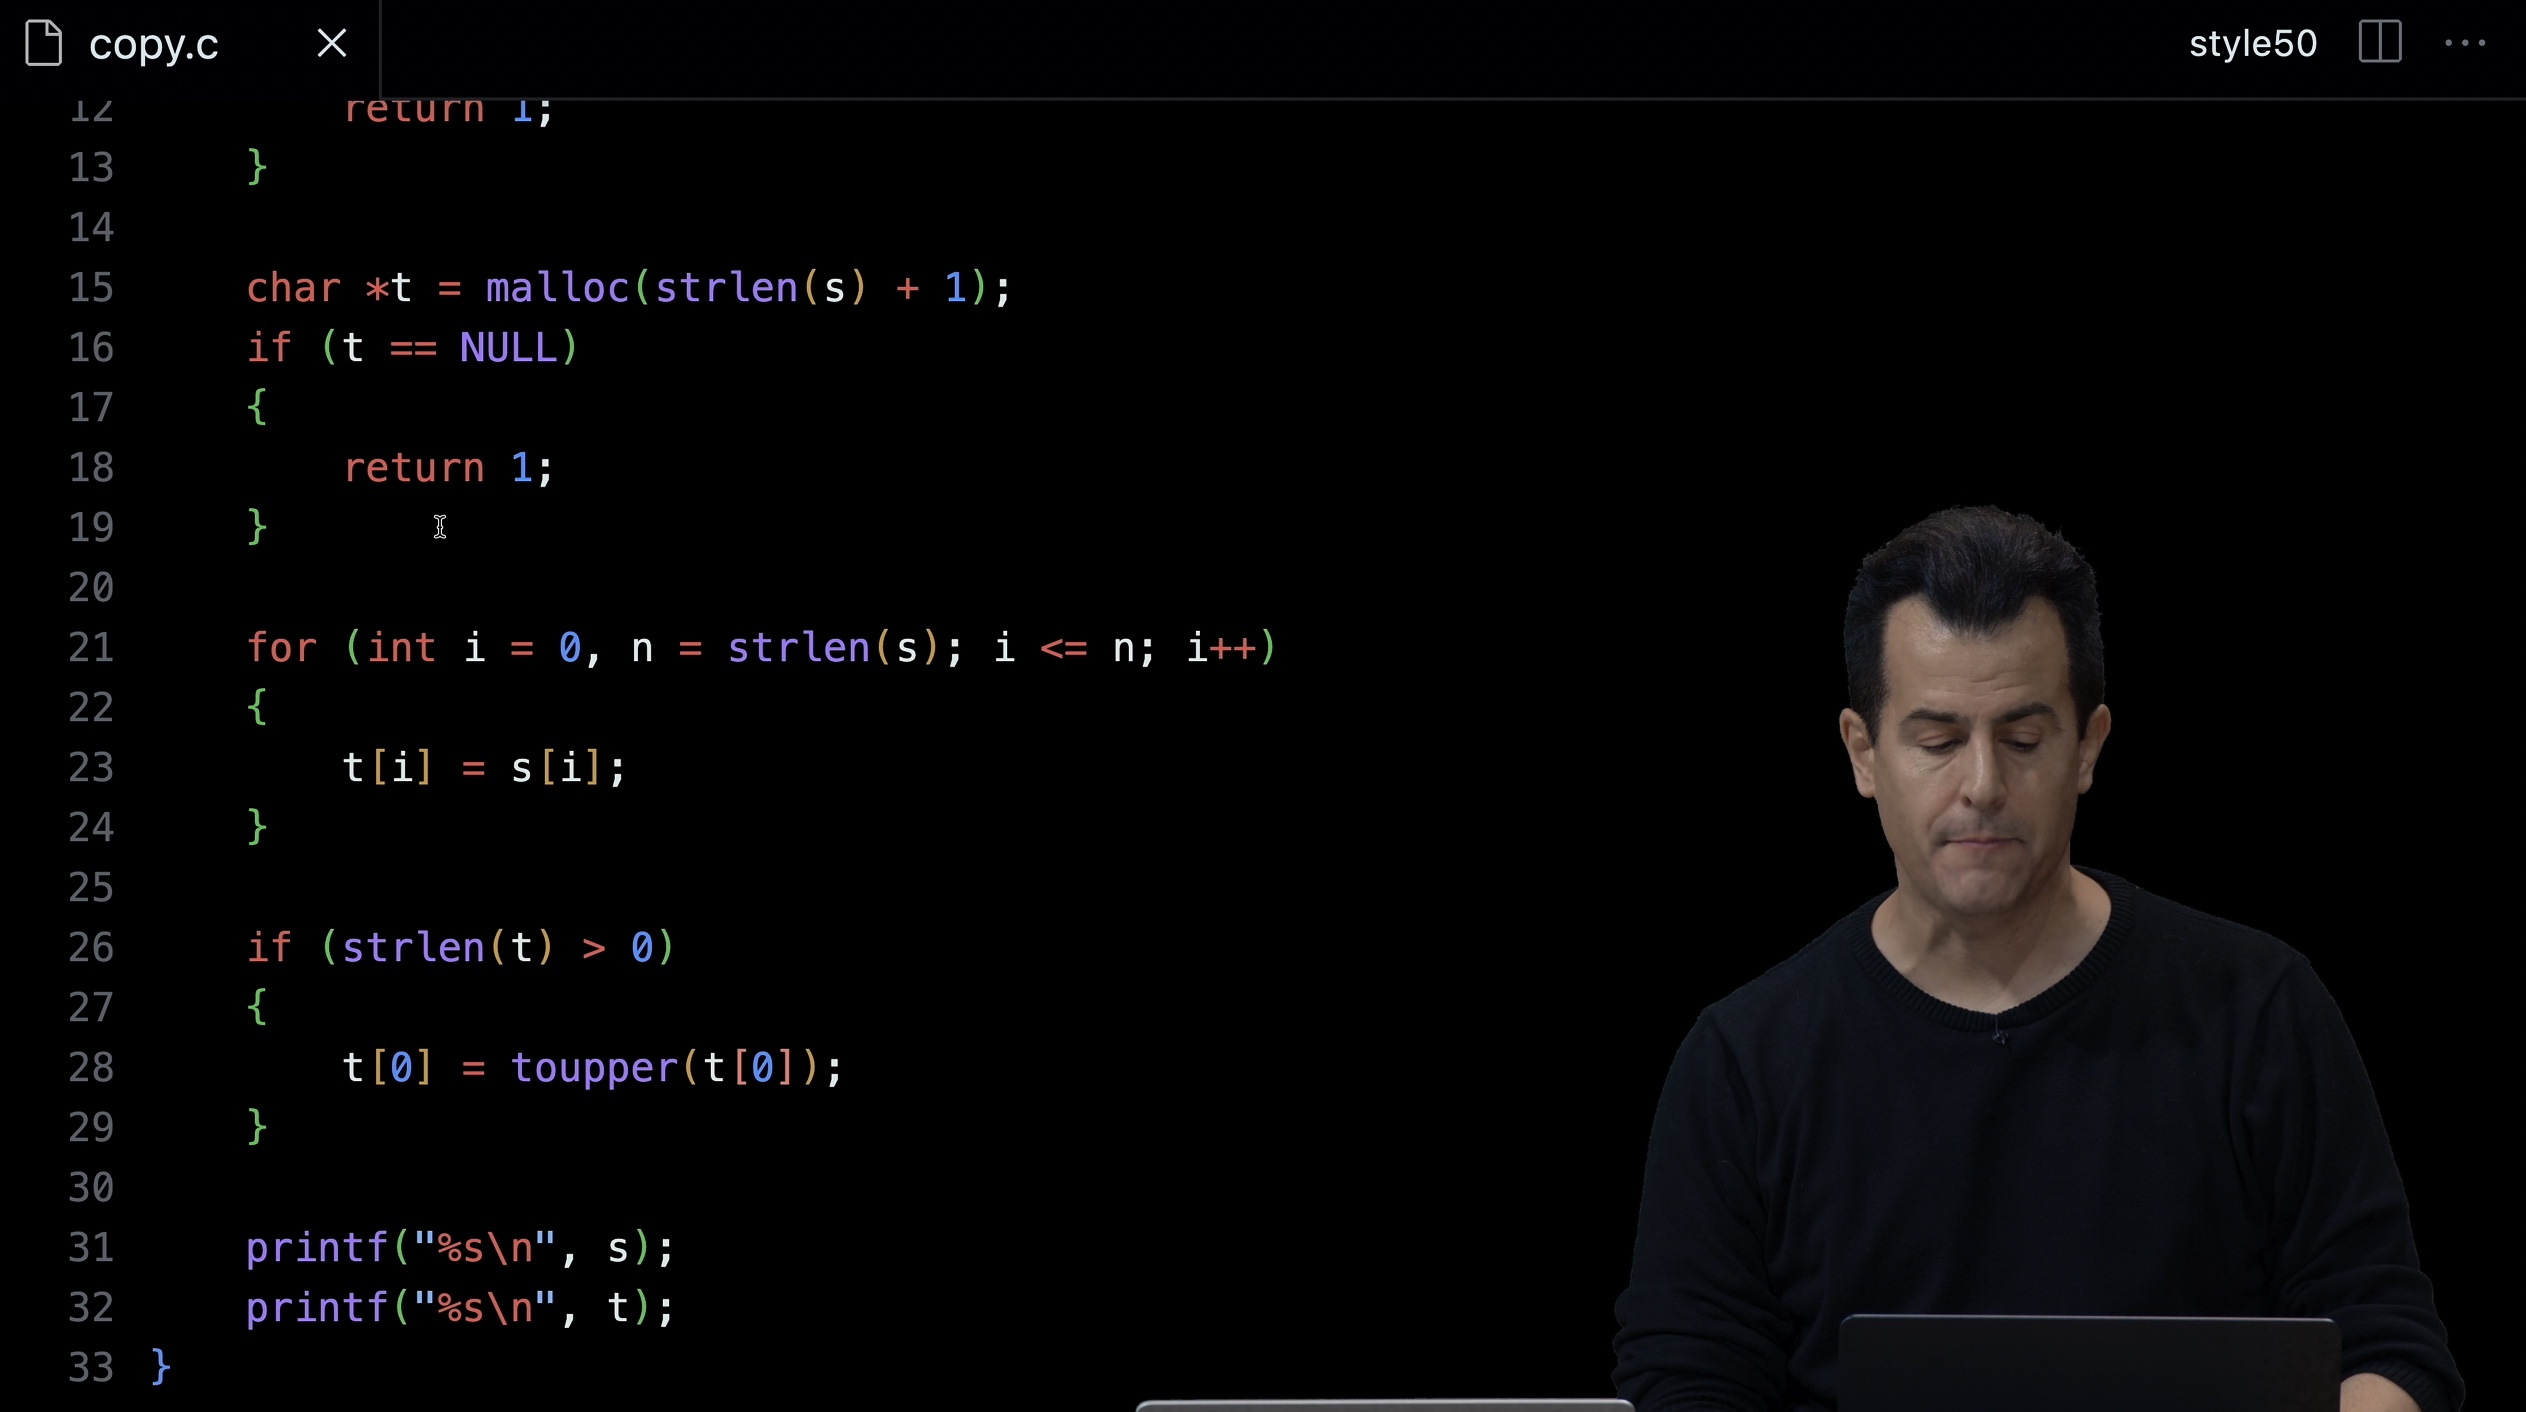 copy.c
style50
12 return 1;
13 }
14
15 char *t = malloc(strlen(s) + 1);
16 if (t == NULL)
17 {
18 return 1;
19 }
20
21 for (int i = 0, n = strlen(s); i <= n; i++)
22 {
23 t[i] = s[i];
24 }
25
26 if (strlen(t) > 0)
27 {
28 t[0] = toupper(t[0]);
29 }
30
31 printf("%s\n", s);
32 printf("%s\n", t);
33 }